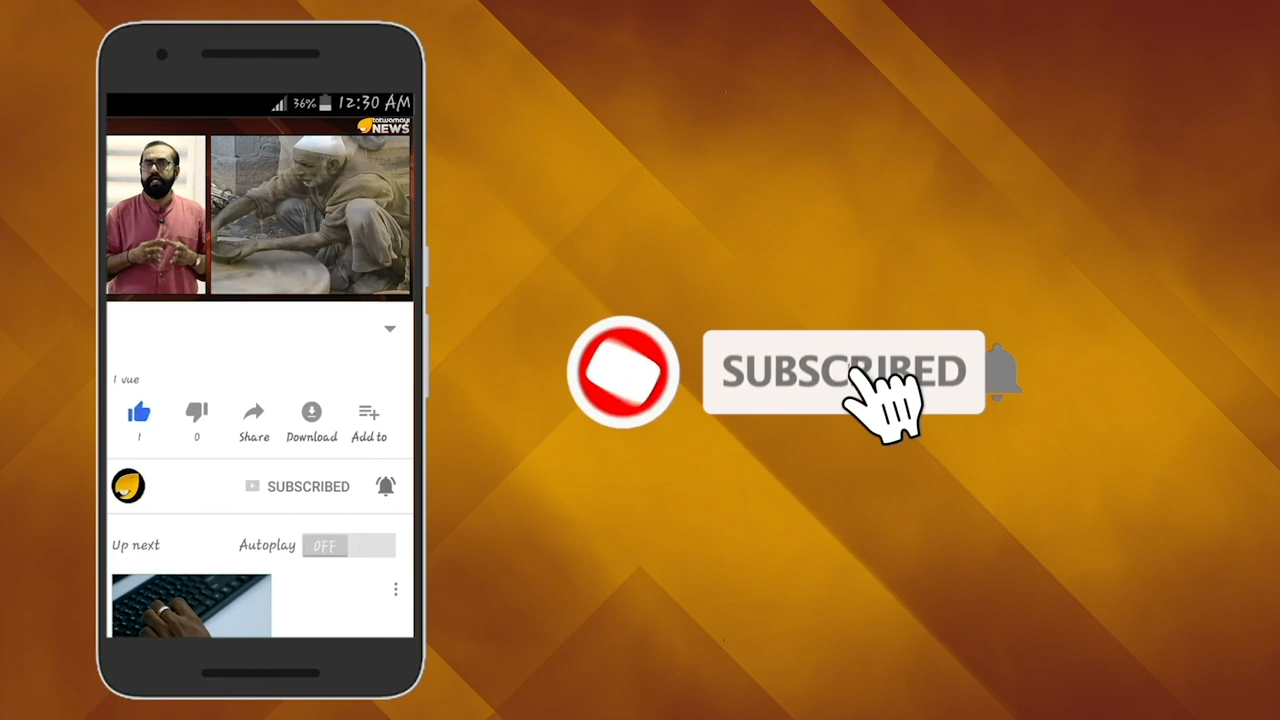 36% 12:30 AM
tatwamayi
NEWS
1 vue
1 0 Share Download Add to
SUBSCRIBED
Up next Autoplay OFF
SUBSCRIBED